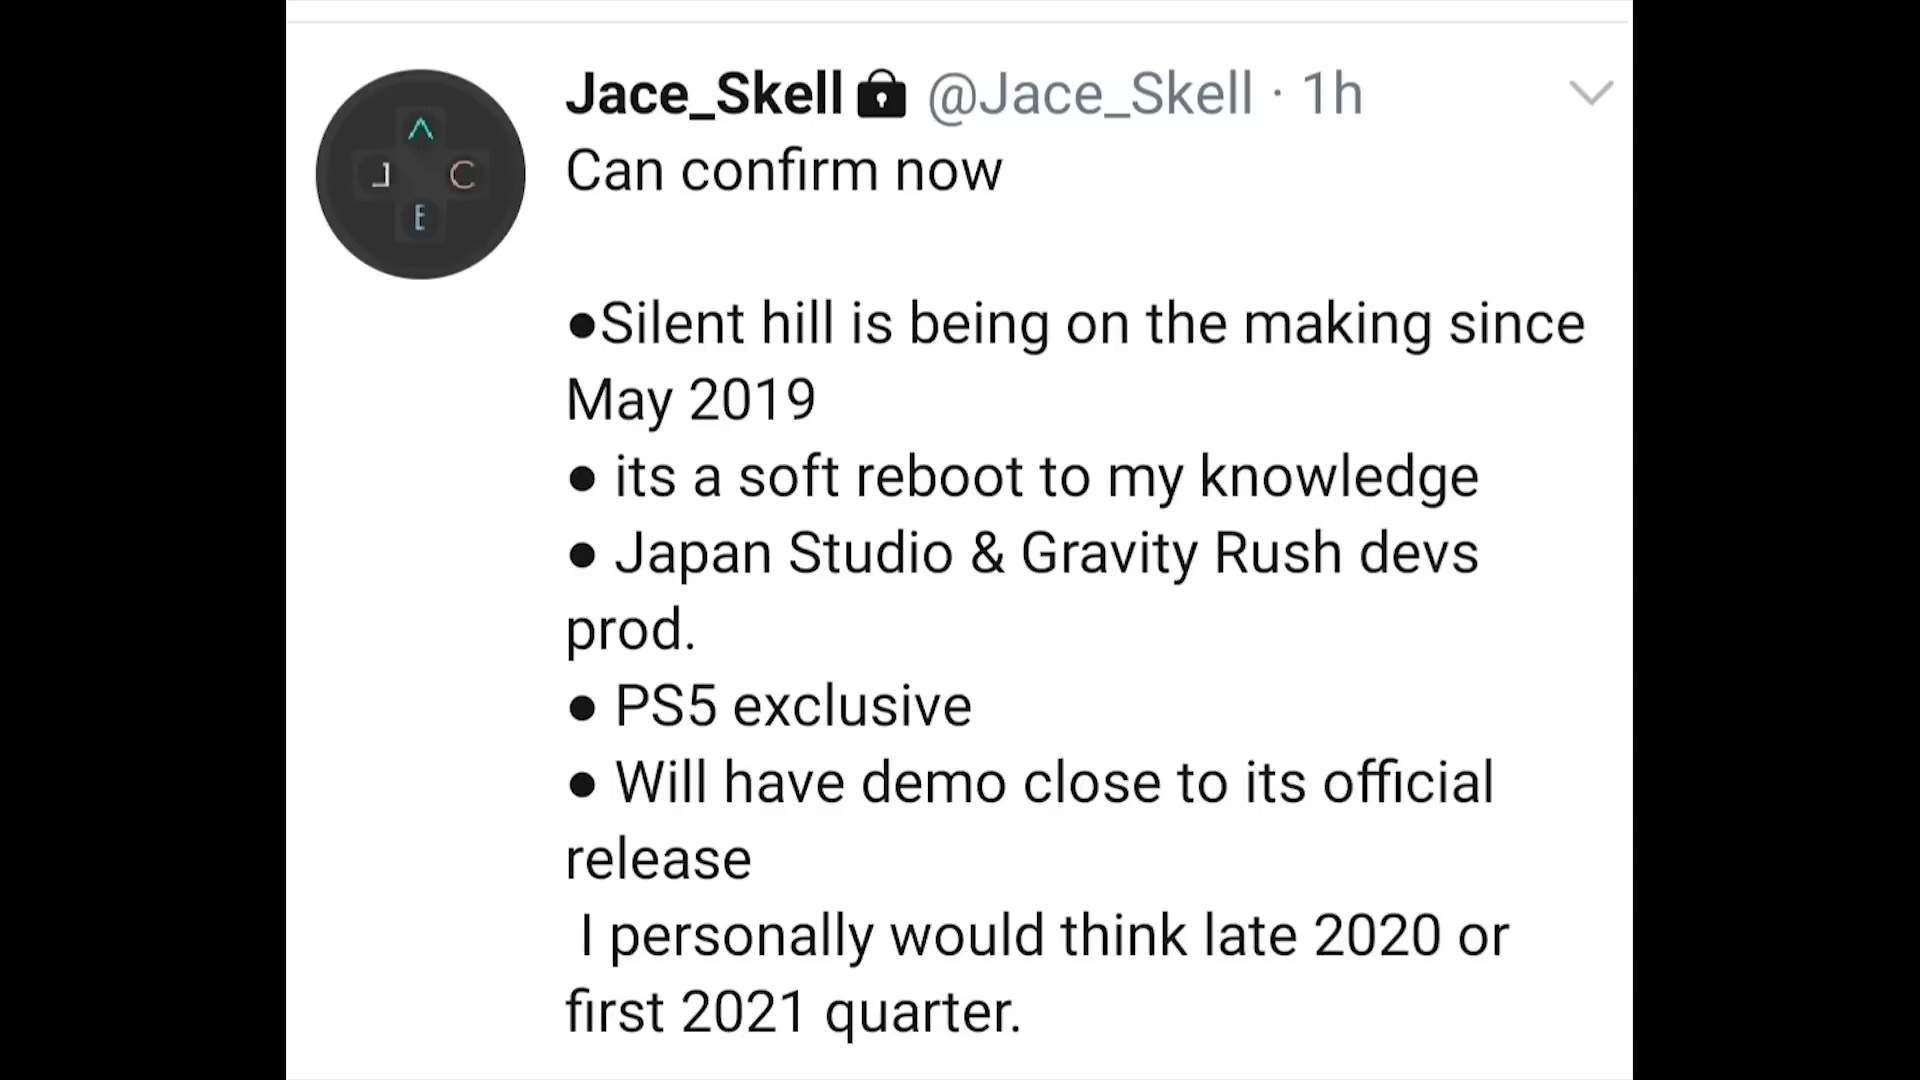 Jace_Skell @Jace_Skell · 1h
Can confirm now
●Silent hill is being on the making since
May 2019
● its a soft reboot to my knowledge
● Japan Studio & Gravity Rush devs
prod.
● PS5 exclusive
● Will have demo close to its official
release
I personally would think late 2020 or
first 2021 quarter.
A
J C
E